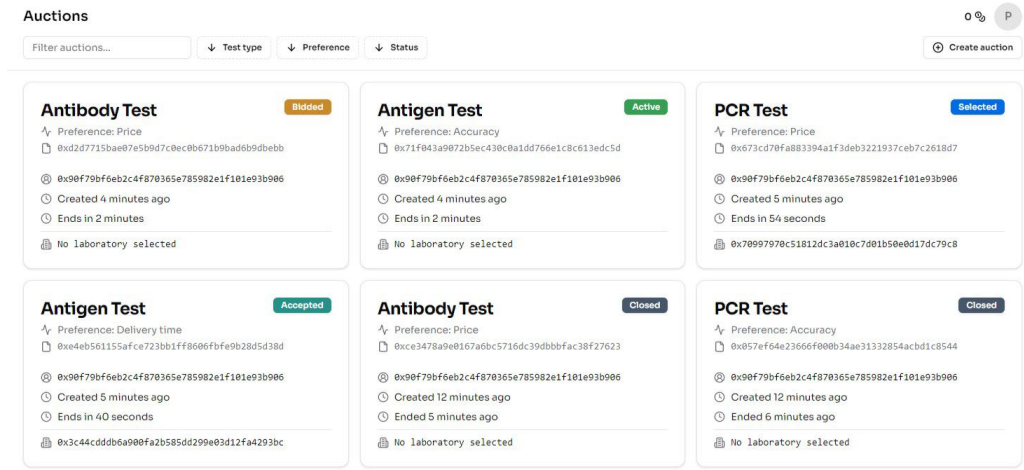 Auctions
0
P
Filter auctions...
Test type
Preference
Status
Create auction
Antibody Test
Bidded
Preference: Price
0xd2d7715bae07e5b9d7c0ec0b671b9bad6b9dbebb
0x90f79bf6eb2c4f870365e785982e1f101e93b906
Created 4 minutes ago
Ends in 2 minutes
No laboratory selected
Antigen Test
Active
Preference: Accuracy
0x71f043a9072b5ec430c0a1dd766e1c8c613edc5d
0x90f79bf6eb2c4f870365e785982e1f101e93b906
Created 4 minutes ago
Ends in 2 minutes
No laboratory selected
PCR Test
Selected
Preference: Price
0x673cd70fa883394a1f3deb3221937ceb7c2618d7
0x90f79bf6eb2c4f870365e785982e1f101e93b906
Created 5 minutes ago
Ends in 54 seconds
0x70997970c51812dc3a010c7d01b50e0d17dc79c8
Antigen Test
Accepted
Preference: Delivery time
0xe4eb561155afce723bb1ff8606fbfe9b28d5d38d
0x90f79bf6eb2c4f870365e785982e1f101e93b906
Created 5 minutes ago
Ends in 40 seconds
0x3c44cdddb6a900fa2b585dd299e03d12fa4293bc
Antibody Test
Closed
Preference: Price
0xce3478a9e0167a6bc5716dc39dbbbfac38f27623
0x90f79bf6eb2c4f870365e785982e1f101e93b906
Created 12 minutes ago
Ended 5 minutes ago
No laboratory selected
PCR Test
Closed
Preference: Accuracy
0x057ef64e23666f000b34ae31332854acbd1c8544
0x90f79bf6eb2c4f870365e785982e1f101e93b906
Created 12 minutes ago
Ended 6 minutes ago
No laboratory selected